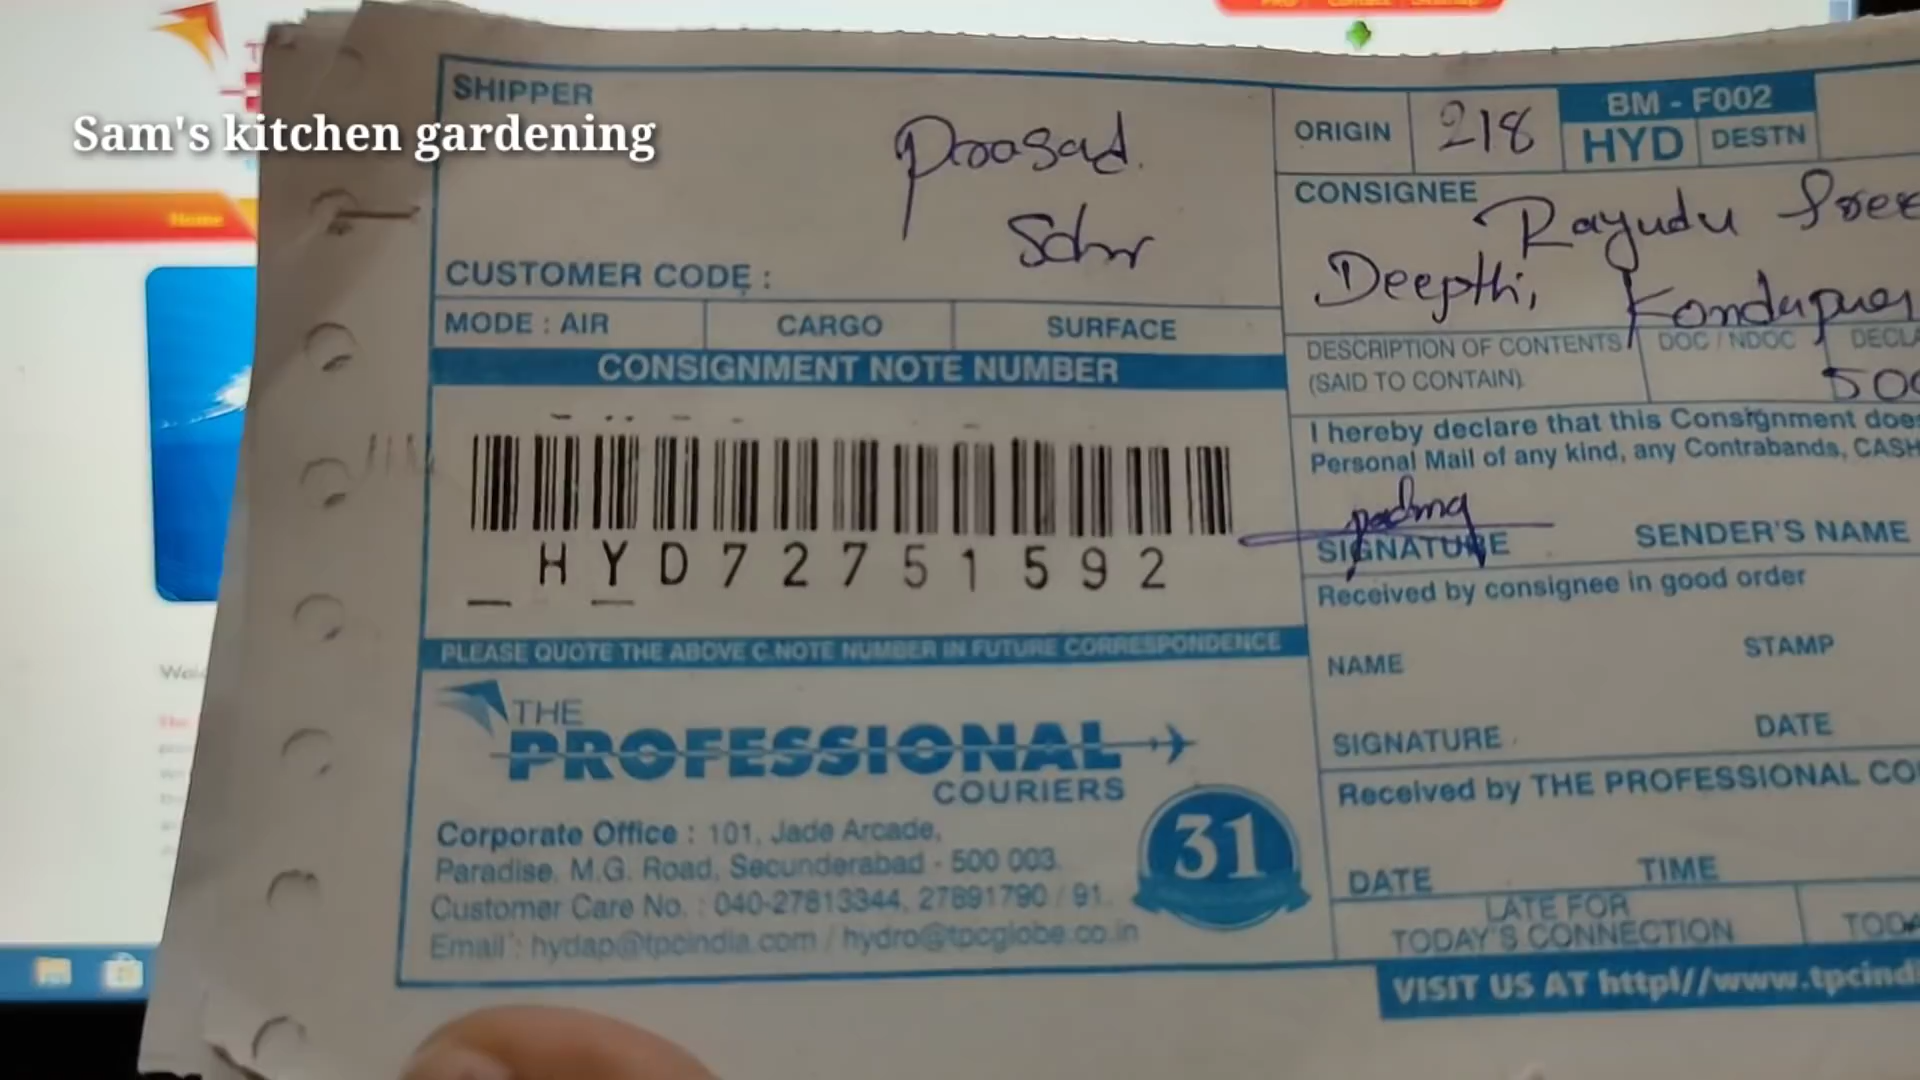 Sam's kitchen gardening
SHIPPER
Prasad
CUSTOMER CODE :
MODE : AIR
CARGO
SURFACE
CONSIGNMENT NOTE NUMBER
HYD72751592
PLEASE QUOTE THE ABOVE C.NOTE NUMBER IN FUTURE CORRESPONDENCE
THE
PROFESSIONAL
COURIERS
31
Corporate Office : 101, Jade Arcade,
Paradise, M.G. Road, Secunderabad - 500 003.
Customer Care No. : 040-27813344, 27891790 / 91.
Email : hydap@tpcindia.com / hydro@tpcglobe.co.in
ORIGIN
218
BM - F002
HYD
DESTN
CONSIGNEE
Rayudu Sree
Deepthi, Kondapur
DESCRIPTION OF CONTENTS
(SAID TO CONTAIN)
DOC / NDOC
DECLA
500
I hereby declare that this Consignment does
Personal Mail of any kind, any Contrabands, CASH
padma
SIGNATURE
SENDER'S NAME
Received by consignee in good order
NAME
STAMP
SIGNATURE
DATE
Received by THE PROFESSIONAL CO
DATE
TIME
LATE FOR
TODAY'S CONNECTION
TODA
VISIT US AT http//www.tpcindi
Home